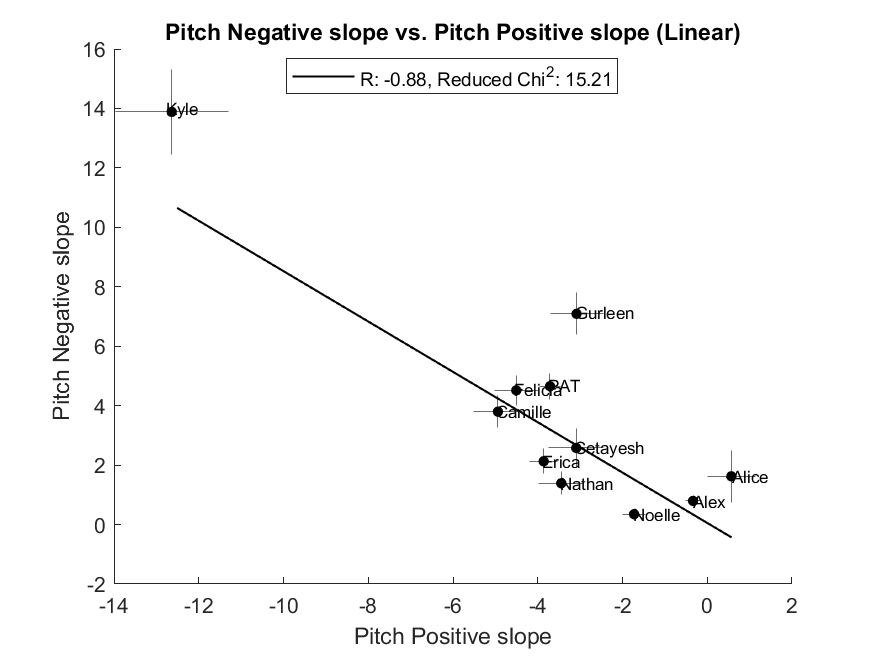 Pitch Negative slope vs. Pitch Positive slope (Linear)
R: -0.88, Reduced Chi²: 15.21
16
14
12
10
8
6
4
2
0
-2
Pitch Negative slope
Kyle
Gurleen
PAT
Felicia
Camille
Setayesh
Erica
Nathan
Alice
Alex
Noelle
-14 -12 -10 -8 -6 -4 -2 0 2
Pitch Positive slope